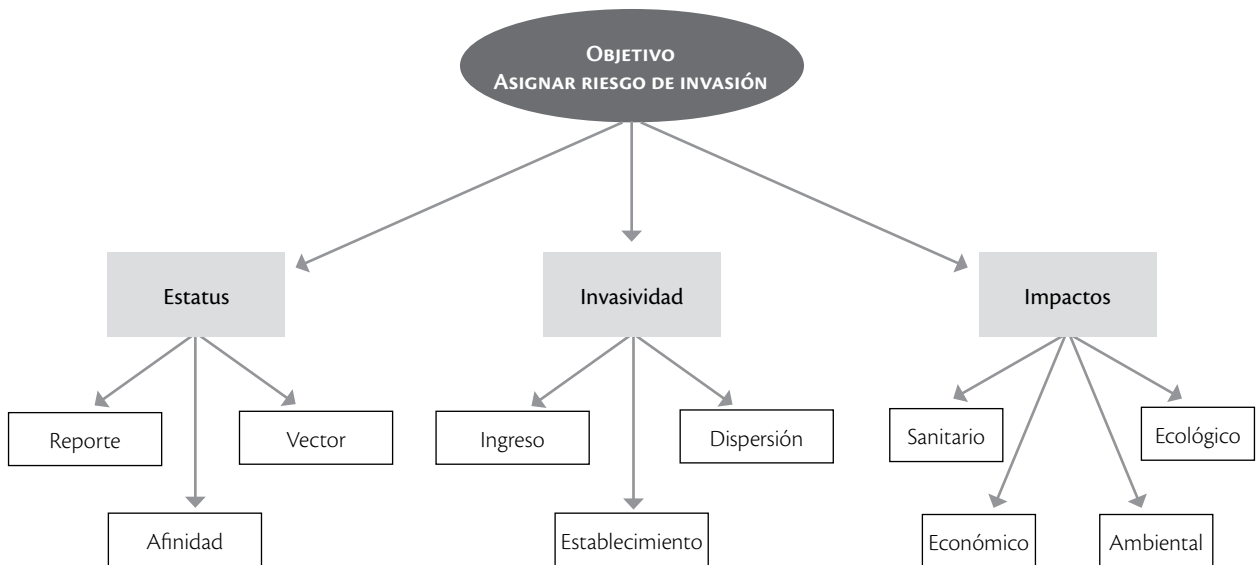 Objetivo
Asignar riesgo de invasión
Estatus
Invasividad
Impactos
Reporte
Vector
Ingreso
Dispersión
Sanitario
Ecológico
Afinidad
Establecimiento
Económico
Ambiental